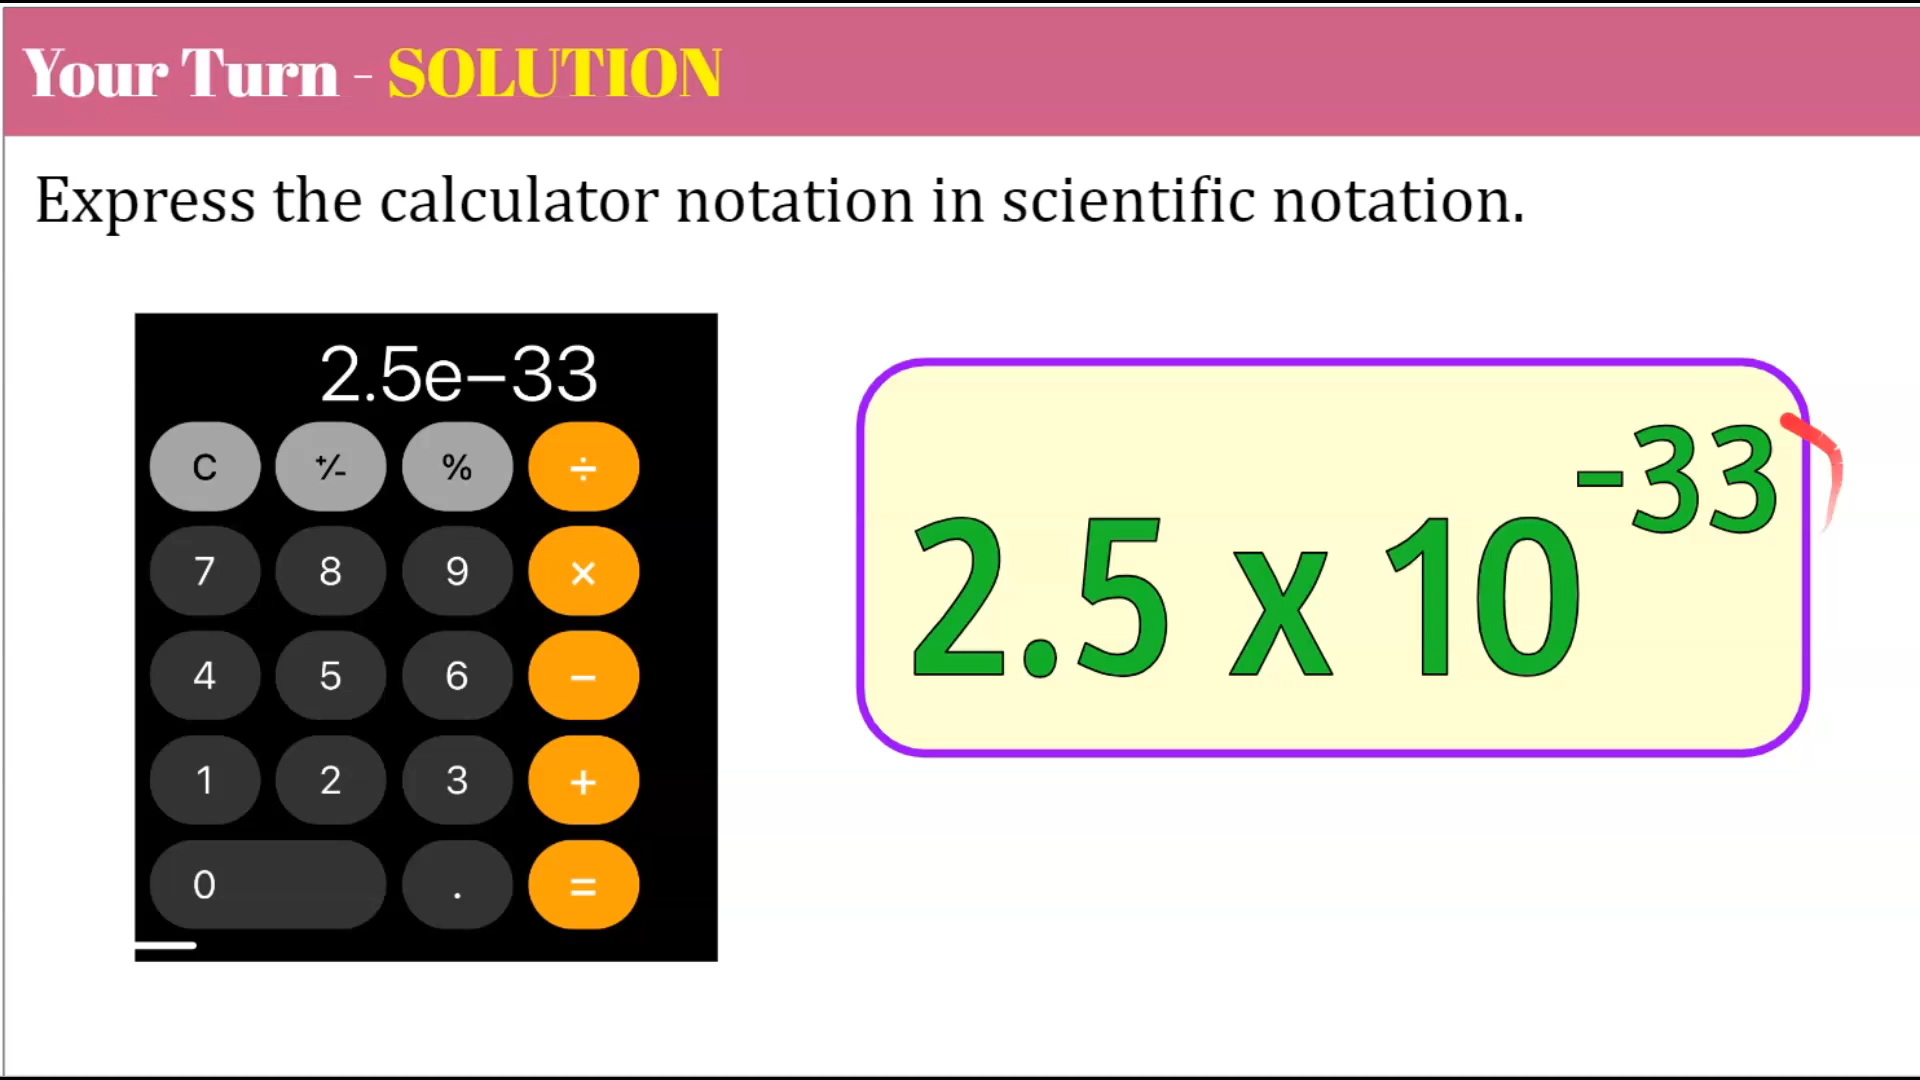 Your Turn - SOLUTION
Express the calculator notation in scientific notation.
2.5e−33
C ⁺∕₋ % ÷
7 8 9 ×
4 5 6 −
1 2 3 +
0 . =
2.5 x 10⁻³³